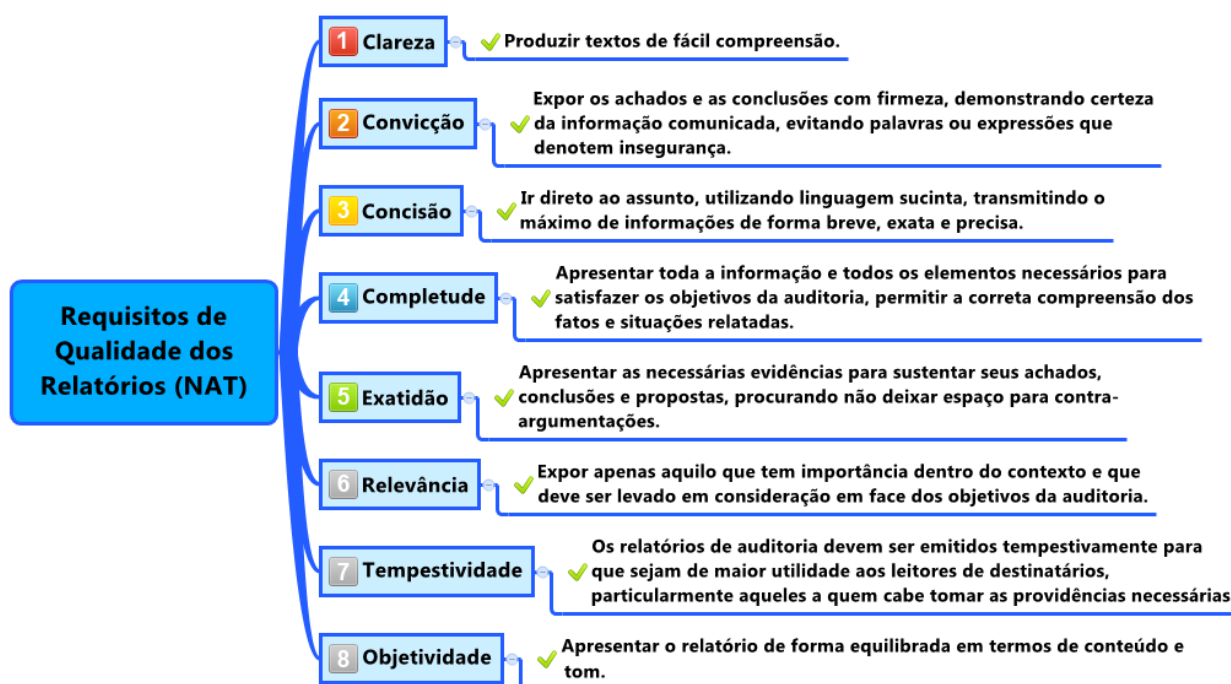 Requisitos de
Qualidade dos
Relatórios (NAT)
1 Clareza
Produzir textos de fácil compreensão.
2 Convicção
Expor os achados e as conclusões com firmeza, demonstrando certeza
da informação comunicada, evitando palavras ou expressões que
denotem insegurança.
3 Concisão
Ir direto ao assunto, utilizando linguagem sucinta, transmitindo o
máximo de informações de forma breve, exata e precisa.
4 Completude
Apresentar toda a informação e todos os elementos necessários para
satisfazer os objetivos da auditoria, permitir a correta compreensão dos
fatos e situações relatadas.
5 Exatidão
Apresentar as necessárias evidências para sustentar seus achados,
conclusões e propostas, procurando não deixar espaço para contra-
argumentações.
6 Relevância
Expor apenas aquilo que tem importância dentro do contexto e que
deve ser levado em consideração em face dos objetivos da auditoria.
7 Tempestividade
Os relatórios de auditoria devem ser emitidos tempestivamente para
que sejam de maior utilidade aos leitores de destinatários,
particularmente aqueles a quem cabe tomar as providências necessárias
8 Objetividade
Apresentar o relatório de forma equilibrada em termos de conteúdo e
tom.